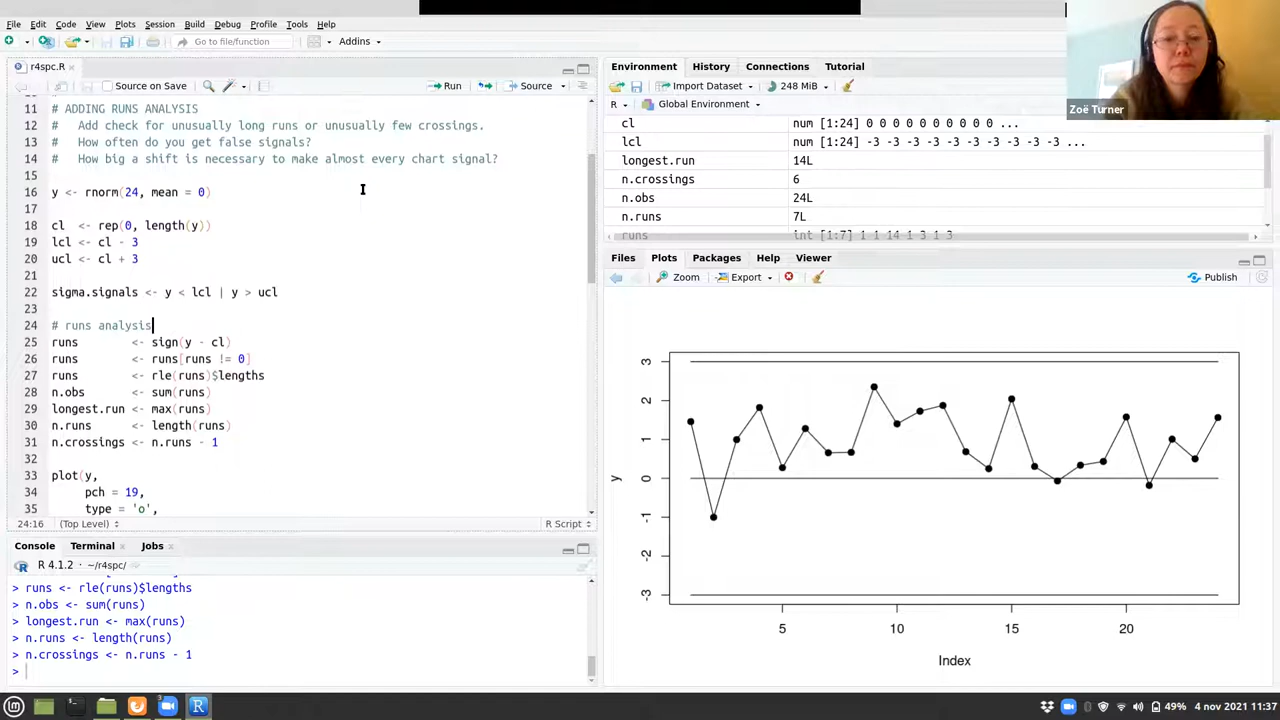 File Edit Code View Plots Session Build Debug Profile Tools Help
Go to file/function
Addins
r4spc.R
Source on Save
Run
Source
11 # ADDING RUNS ANALYSIS
12 #   Add check for unusually long runs or unusually few crossings.
13 #   How often do you get false signals?
14 #   How big a shift is necessary to make almost every chart signal?
15
16 y <- rnorm(24, mean = 0)
17
18 cl  <- rep(0, length(y))
19 lcl <- cl - 3
20 ucl <- cl + 3
21
22 sigma.signals <- y < lcl | y > ucl
23
24 # runs analysis
25 runs        <- sign(y - cl)
26 runs        <- runs[runs != 0]
27 runs        <- rle(runs)$lengths
28 n.obs       <- sum(runs)
29 longest.run <- max(runs)
30 n.runs      <- length(runs)
31 n.crossings <- n.runs - 1
32
33 plot(y,
34      pch = 19,
35      type = 'o',
24:16 (Top Level) R Script
Console Terminal Jobs
R 4.1.2 · ~/r4spc/
> runs <- rle(runs)$lengths
> n.obs <- sum(runs)
> longest.run <- max(runs)
> n.runs <- length(runs)
> n.crossings <- n.runs - 1
>
Environment History Connections Tutorial
Import Dataset 248 MiB
R Global Environment
cl num [1:24] 0 0 0 0 0 0 0 0 0 0 ...
lcl num [1:24] -3 -3 -3 -3 -3 -3 -3 -3 -3 -3 ...
longest.run 14L
n.crossings 6
n.obs 24L
n.runs 7L
runs int [1:7] 1 1 14 1 3 1 3
Files Plots Packages Help Viewer
Zoom Export Publish
3
2
1
0
-1
-2
-3
y
5 10 15 20
Index
Zoë Turner
49% 4 nov 2021 11:37